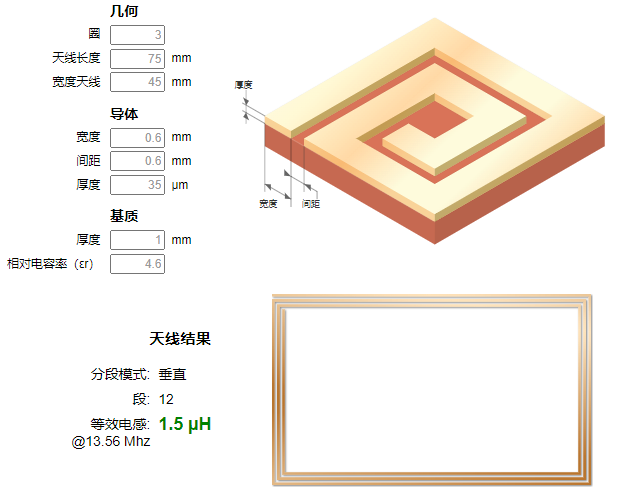 几何
圈 3
天线长度 75 mm
宽度天线 45 mm
导体
宽度 0.6 mm
间距 0.6 mm
厚度 35 μm
基质
厚度 1 mm
相对电容率（εr） 4.6
厚度
宽度 间距
天线结果
分段模式: 垂直
段: 12
等效电感: 1.5 μH
@13.56 Mhz